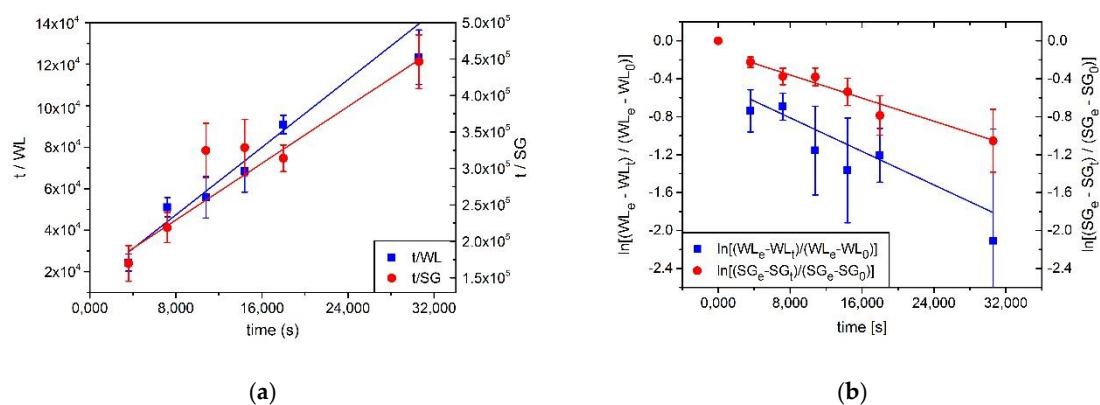 14x10⁴
12x10⁴
10x10⁴
8x10⁴
6x10⁴
4x10⁴
2x10⁴
t / WL
5.0x10⁵
4.5x10⁵
4.0x10⁵
3.5x10⁵
3.0x10⁵
2.5x10⁵
2.0x10⁵
1.5x10⁵
t / SG
t/WL
t/SG
0,000 8,000 16,000 24,000 32,000
time (s)
(a)
0.0
-0.4
-0.8
-1.2
-1.6
-2.0
-2.4
ln[(WLₑ - WLₜ) / (WLₑ - WL₀)]
0.0
-0.4
-0.8
-1.2
-1.6
-2.0
-2.4
ln[(SGₑ - SGₜ) / (SGₑ - SG₀)]
ln[(WLₑ-WLₜ)/(WLₑ-WL₀)]
ln[(SGₑ-SGₜ)/(SGₑ-SG₀)]
0,000 8,000 16,000 24,000 32,000
time [s]
(b)